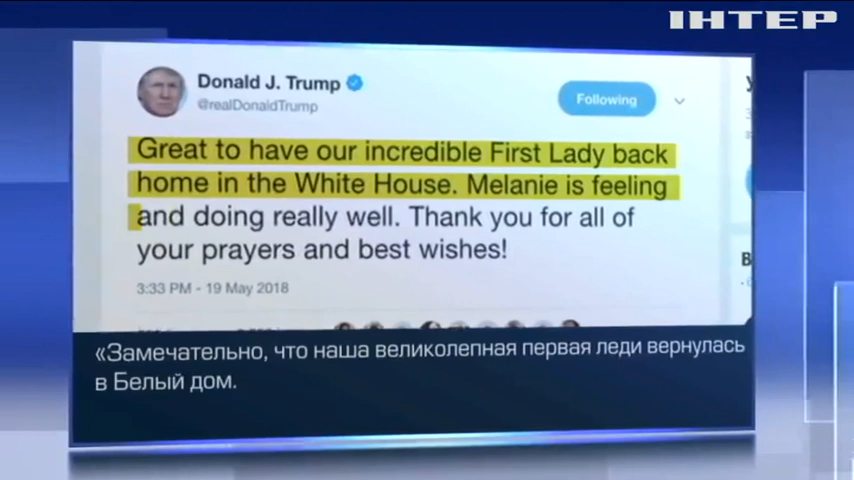 ІНТЕР
Donald J. Trump
@realDonaldTrump
Following
Great to have our incredible First Lady back
home in the White House. Melanie is feeling
and doing really well. Thank you for all of
your prayers and best wishes!
3:33 PM - 19 May 2018
«Замечательно, что наша великолепная первая леди вернулась
в Белый дом.